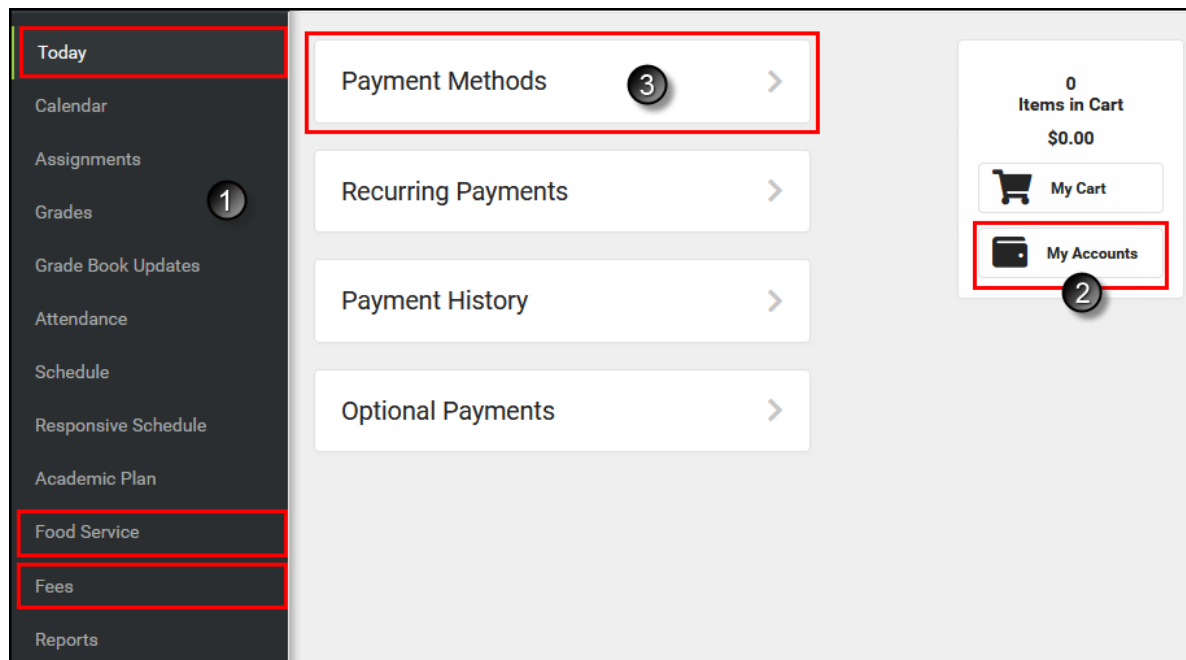 Today
Calendar
Assignments
1
Grades
Grade Book Updates
Attendance
Schedule
Responsive Schedule
Academic Plan
Food Service
Fees
Reports
Payment Methods
3
Recurring Payments
Payment History
Optional Payments
0
Items in Cart
$0.00
My Cart
My Accounts
2